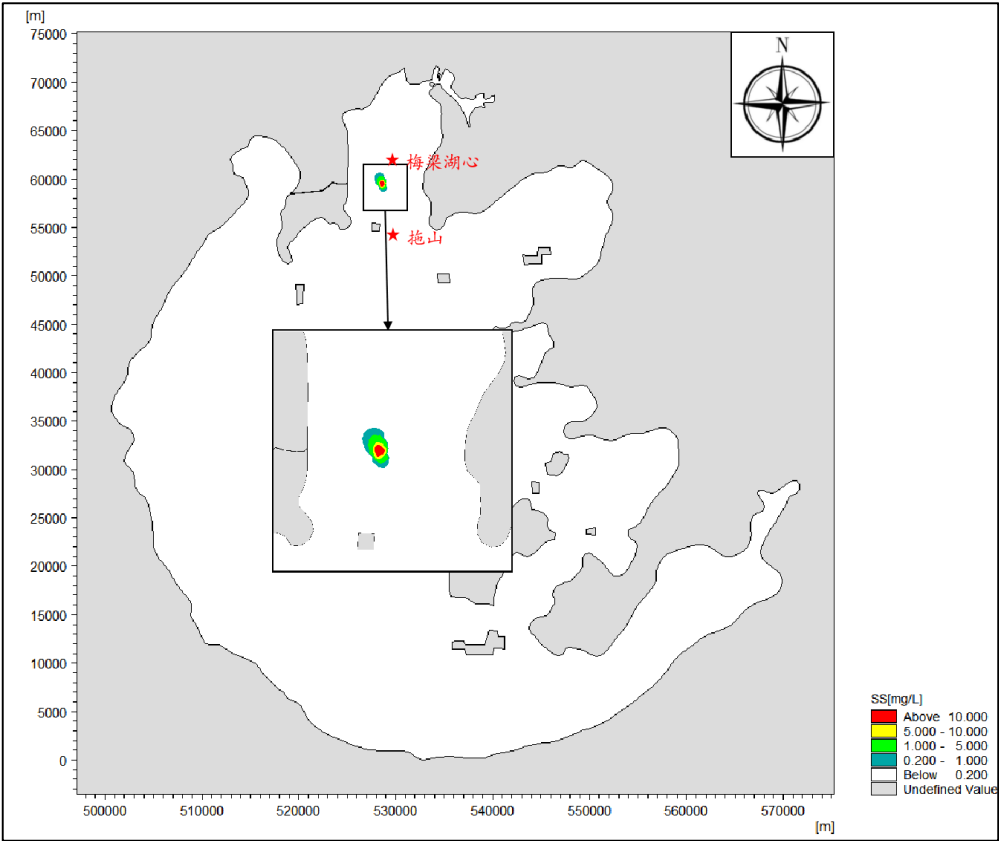 [m]
75000
70000
65000
60000
55000
50000
45000
40000
35000
30000
25000
20000
15000
10000
5000
0
N
梅梁湖心
拖山
SS[mg/L]
Above 10.000
5.000 - 10.000
1.000 - 5.000
0.200 - 1.000
Below 0.200
Undefined Value
500000 510000 520000 530000 540000 550000 560000 570000
[m]